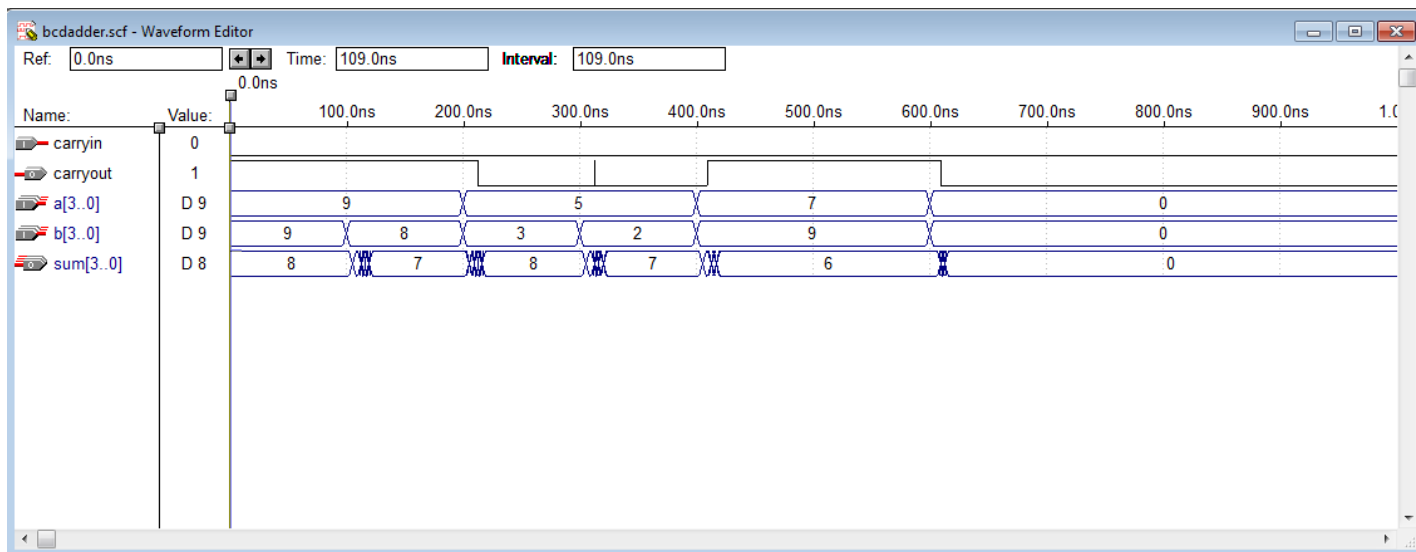 bcdadder.scf - Waveform Editor
Ref: 0.0ns Time: 109.0ns Interval: 109.0ns
0.0ns
Name: Value: 100.0ns 200.0ns 300.0ns 400.0ns 500.0ns 600.0ns 700.0ns 800.0ns 900.0ns 1.0
carryin 0
carryout 1
a[3..0] D 9 9 5 7 0
b[3..0] D 9 9 8 3 2 9 0
sum[3..0] D 8 8 7 8 7 6 0